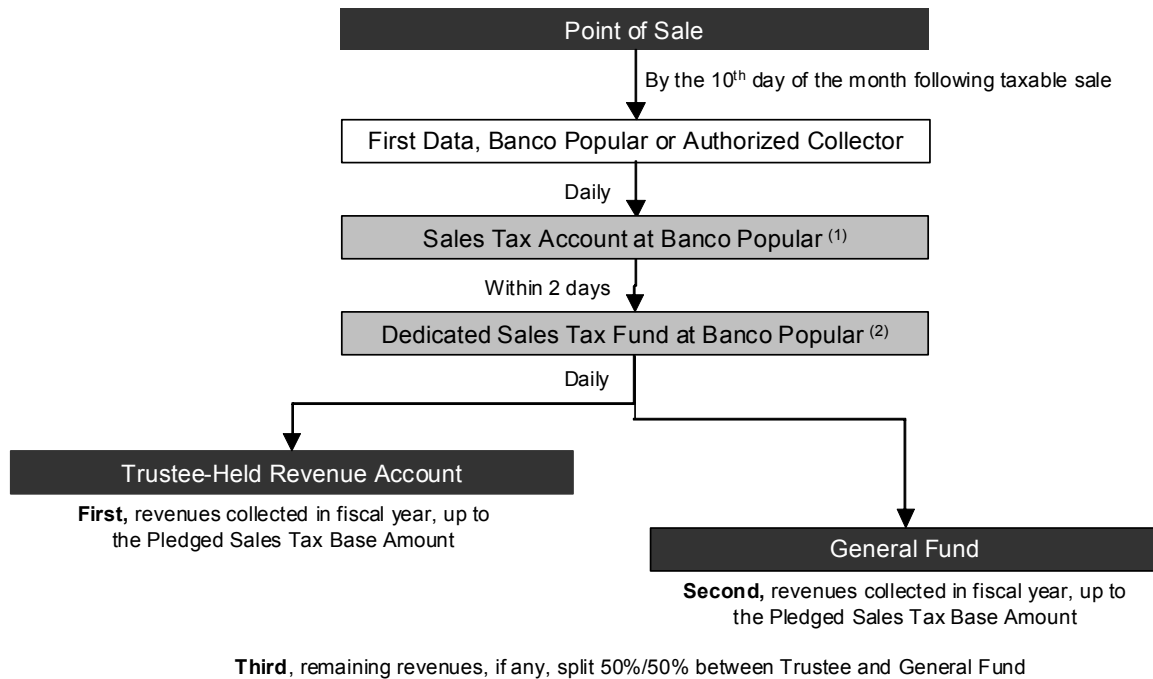 Point of Sale
By the 10th day of the month following taxable sale
First Data, Banco Popular or Authorized Collector
Daily
Sales Tax Account at Banco Popular (1)
Within 2 days
Dedicated Sales Tax Fund at Banco Popular (2)
Daily
Trustee-Held Revenue Account
First, revenues collected in fiscal year, up to
the Pledged Sales Tax Base Amount
General Fund
Second, revenues collected in fiscal year, up to
the Pledged Sales Tax Base Amount
Third, remaining revenues, if any, split 50%/50% between Trustee and General Fund